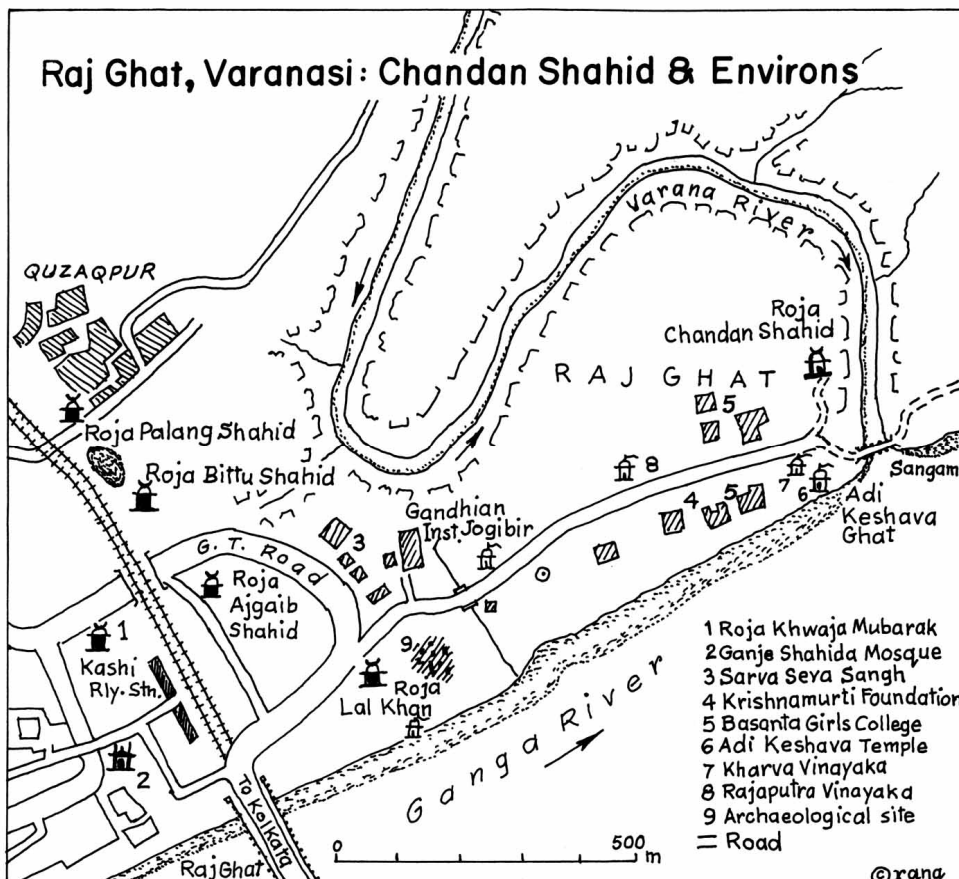 Raj Ghat, Varanasi: Chandan Shahid & Environs
Varana River
QUZAQPUR
Roja
Chandan Shahid
RAJ GHAT
5
Roja Palang Shahid
Roja Bittu Shahid
8
7
6
Sangam
Adi
Keshava
Ghat
Gandhian
Inst.
Jogibir
4
5
3
G. T. Road
Roja
Ajgaib
Shahid
1
Kashi
Rly. Stn.
9
Roja
Lal Khan
2
To Kolkata
Raj Ghat
Ganga River
0 500 m
1 Roja Khwaja Mubarak
2 Ganje Shahida Mosque
3 Sarva Seva Sangh
4 Krishnamurti Foundation
5 Basanta Girls College
6 Adi Keshava Temple
7 Kharva Vinayaka
8 Rajaputra Vinayaka
9 Archaeological site
= Road
©rana